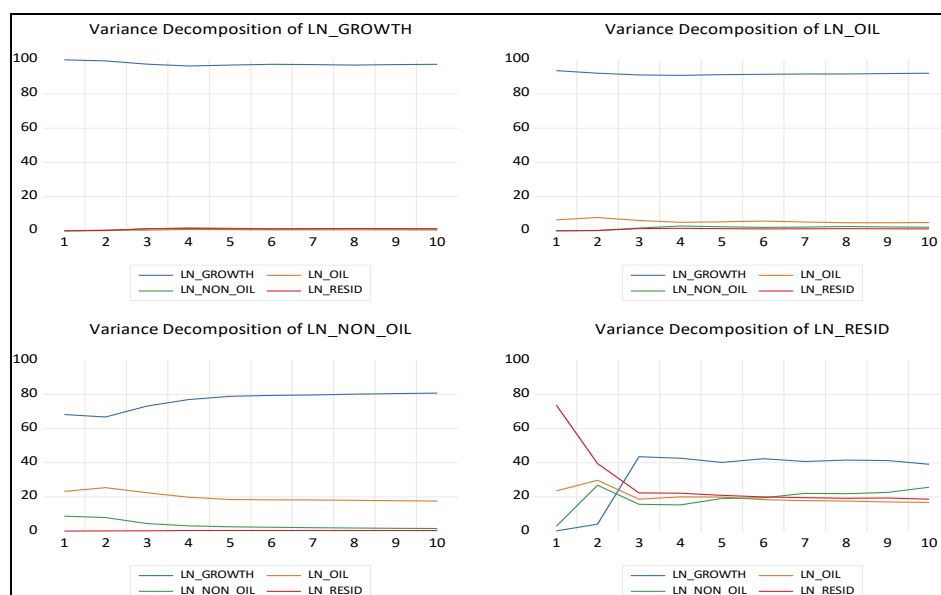 Variance Decomposition of LN_GROWTH
100
80
60
40
20
0
1 2 3 4 5 6 7 8 9 10
LN_GROWTH LN_OIL
LN_NON_OIL LN_RESID
Variance Decomposition of LN_OIL
100
80
60
40
20
0
1 2 3 4 5 6 7 8 9 10
LN_GROWTH LN_OIL
LN_NON_OIL LN_RESID
Variance Decomposition of LN_NON_OIL
100
80
60
40
20
0
1 2 3 4 5 6 7 8 9 10
LN_GROWTH LN_OIL
LN_NON_OIL LN_RESID
Variance Decomposition of LN_RESID
100
80
60
40
20
0
1 2 3 4 5 6 7 8 9 10
LN_GROWTH LN_OIL
LN_NON_OIL LN_RESID